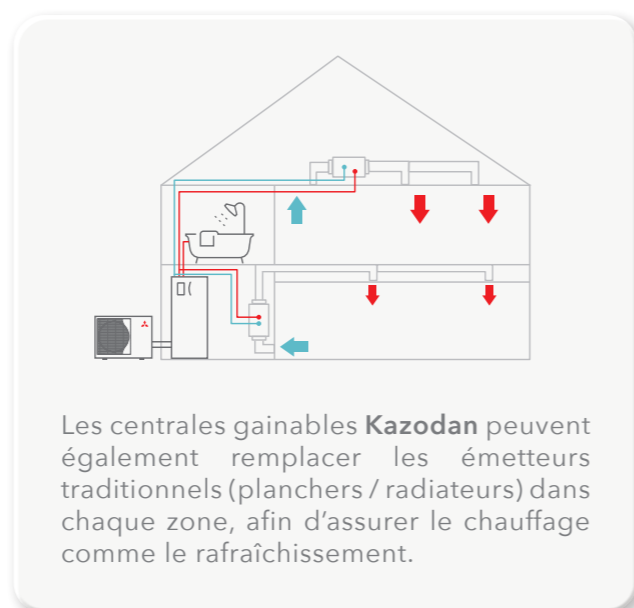 Les centrales gainables Kazodan peuvent
également remplacer les émetteurs
traditionnels (planchers / radiateurs) dans
chaque zone, afin d’assurer le chauffage
comme le rafraîchissement.